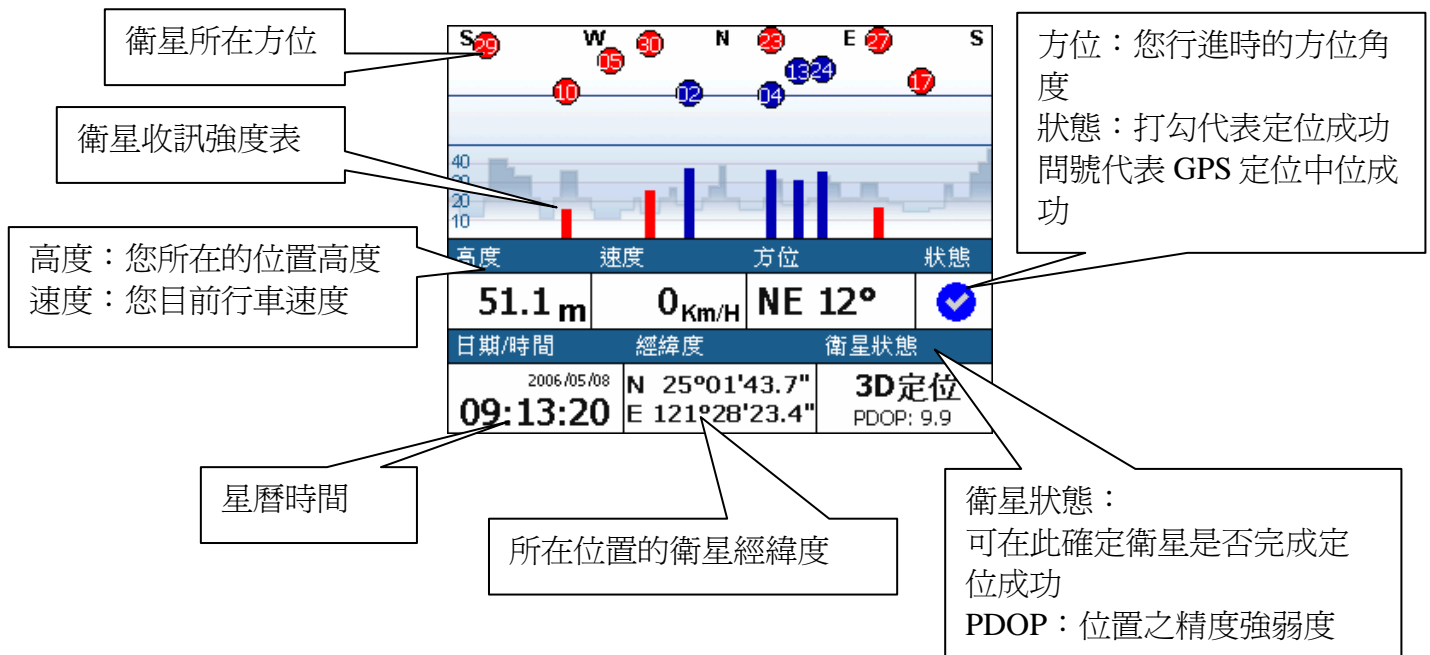 衛星所在方位
衛星收訊強度表
高度：您所在的位置高度
速度：您目前行車速度
S W N E S
29 30 23 27
05 13 24 17
10 02 04
40
30
20
10
高度 速度 方位 狀態
51.1 m 0 Km/H NE 12°
日期/時間 經緯度 衛星狀態
2006/05/08
09:13:20
N 25°01'43.7"
E 121°28'23.4"
3D定位
PDOP: 9.9
方位：您行進時的方位角
度
狀態：打勾代表定位成功
問號代表 GPS 定位中位成
功
星曆時間
所在位置的衛星經緯度
衛星狀態：
可在此確定衛星是否完成定
位成功
PDOP：位置之精度強弱度